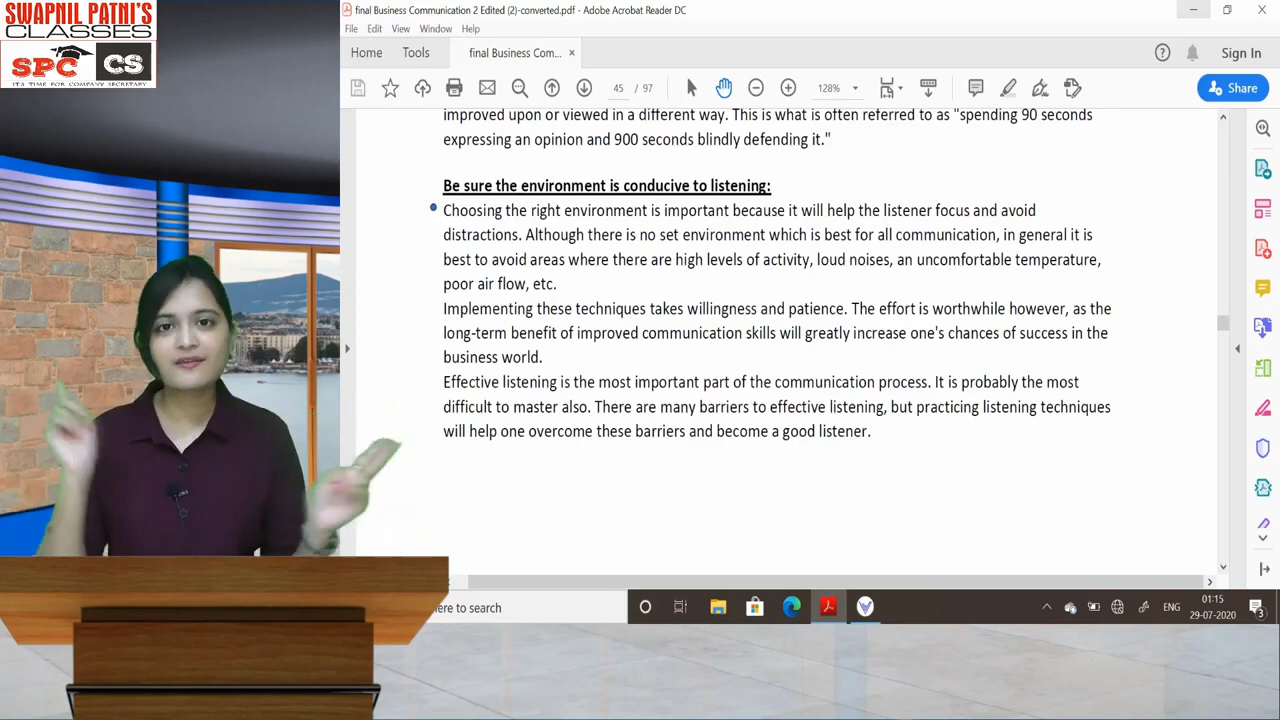 SWAPNIL PATNI'S
CLASSES
SPC CS
IT'S TIME FOR COMPANY SECRETARY
final Business Communication 2 Edited (2)-converted.pdf - Adobe Acrobat Reader DC
File Edit View Window Help
Home Tools final Business Com... × Sign In
45 / 97 128% Share
improved upon or viewed in a different way. This is what is often referred to as "spending 90 seconds
expressing an opinion and 900 seconds blindly defending it."
Be sure the environment is conducive to listening:
Choosing the right environment is important because it will help the listener focus and avoid
distractions. Although there is no set environment which is best for all communication, in general it is
best to avoid areas where there are high levels of activity, loud noises, an uncomfortable temperature,
poor air flow, etc.
Implementing these techniques takes willingness and patience. The effort is worthwhile however, as the
long-term benefit of improved communication skills will greatly increase one's chances of success in the
business world.
Effective listening is the most important part of the communication process. It is probably the most
difficult to master also. There are many barriers to effective listening, but practicing listening techniques
will help one overcome these barriers and become a good listener.
ere to search
ENG
01:15
29-07-2020
3